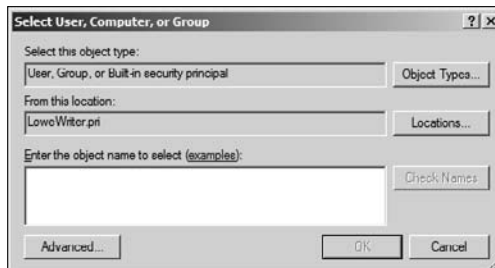 Select User, Computer, or Group
Select this object type:
User, Group, or Built-in security principal
Object Types...
From this location:
LoweWriter.pri
Locations...
Enter the object name to select (examples):
Check Names
Advanced...
OK
Cancel